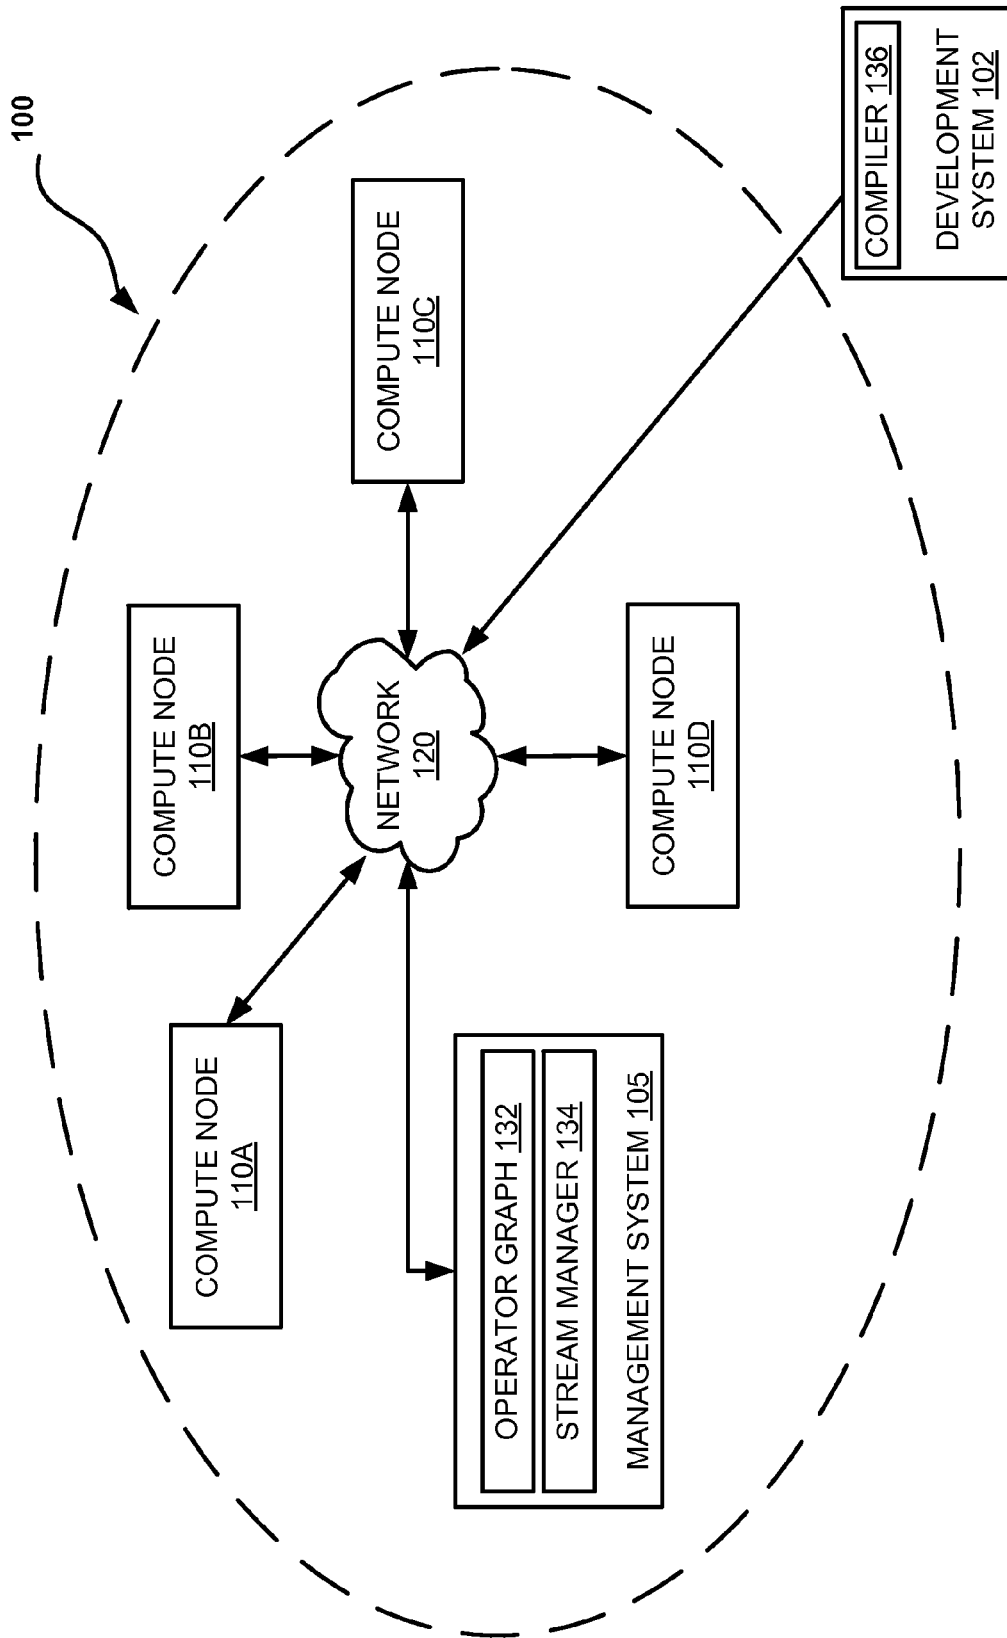 100
COMPUTE NODE
110A
COMPUTE NODE
110B
COMPUTE NODE
110C
NETWORK
120
COMPUTE NODE
110D
OPERATOR GRAPH 132
STREAM MANAGER 134
MANAGEMENT SYSTEM 105
COMPILER 136
DEVELOPMENT
SYSTEM 102